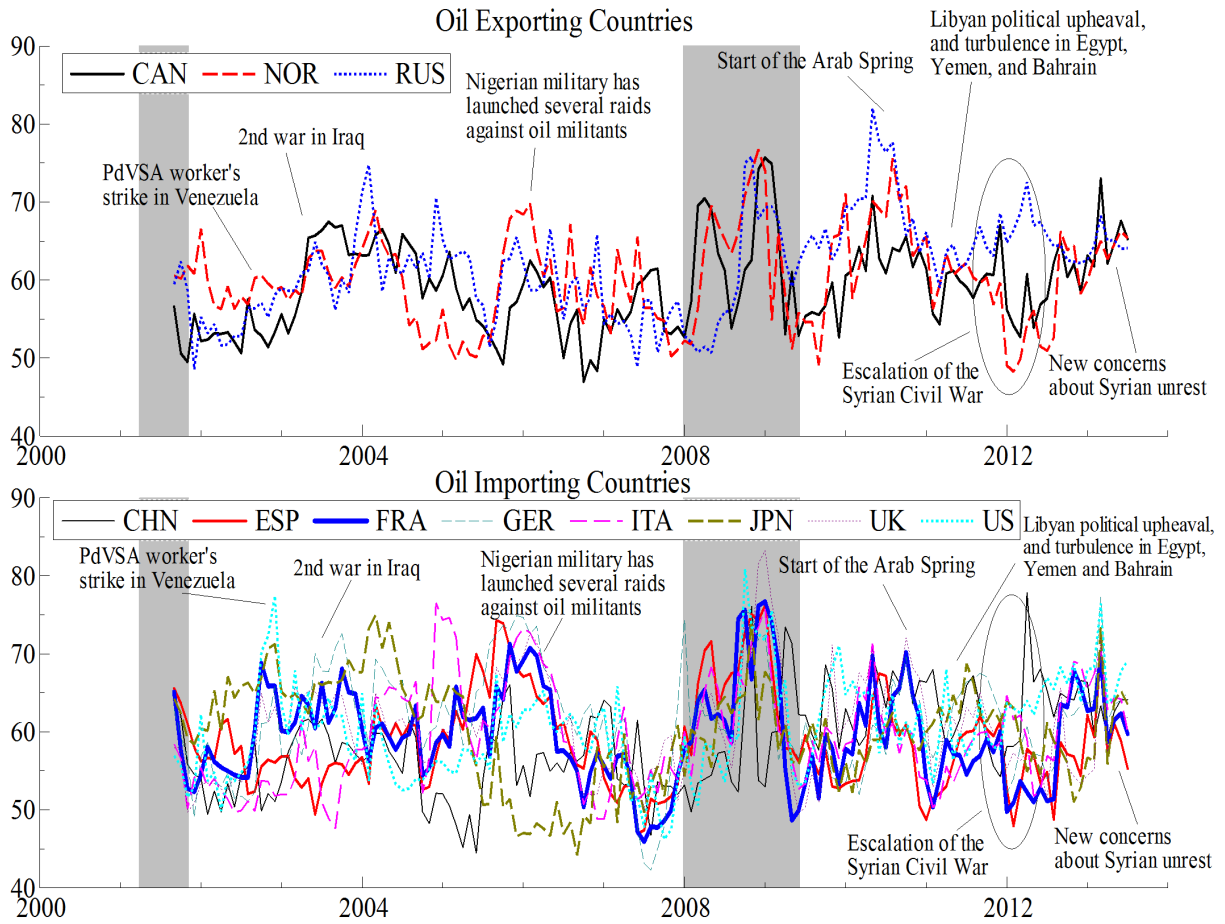 Oil Exporting Countries
90
80
70
60
50
40
CAN NOR RUS
PdVSA worker's
strike in Venezuela
2nd war in Iraq
Nigerian military has
launched several raids
against oil militants
Start of the Arab Spring
Libyan political upheaval,
and turbulence in Egypt,
Yemen, and Bahrain
Escalation of the
Syrian Civil War
New concerns
about Syrian unrest
2000 2004 2008 2012
Oil Importing Countries
90
80
70
60
50
40
CHN ESP FRA GER ITA JPN UK US
PdVSA worker's
strike in Venezuela
2nd war in Iraq
Nigerian military has
launched several raids
against oil militants
Start of the Arab Spring
Libyan political upheaval,
and turbulence in Egypt,
Yemen and Bahrain
Escalation of the
Syrian Civil War
New concerns
about Syrian unrest
2000 2004 2008 2012